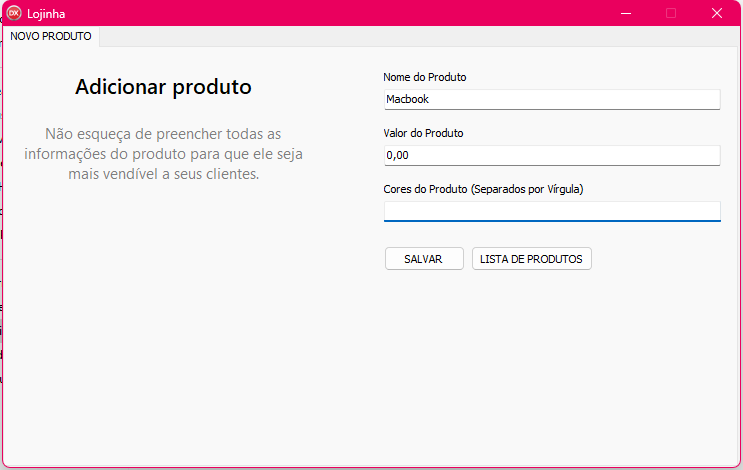 DX Lojinha
NOVO PRODUTO
Adicionar produto
Não esqueça de preencher todas as
informações do produto para que ele seja
mais vendível a seus clientes.
Nome do Produto
Macbook
Valor do Produto
0,00
Cores do Produto (Separados por Vírgula)
SALVAR
LISTA DE PRODUTOS